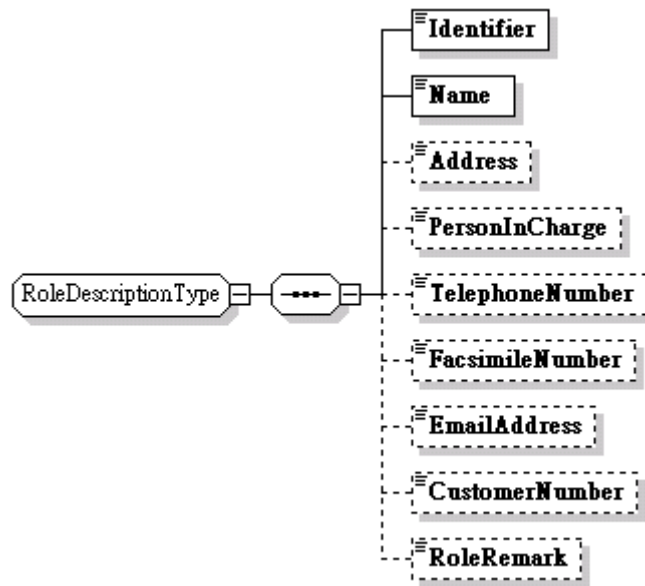 Identifier
Name
Address
PersonInCharge
RoleDescriptionType
TelephoneNumber
FacsimileNumber
EmailAddress
CustomerNumber
RoleRemark